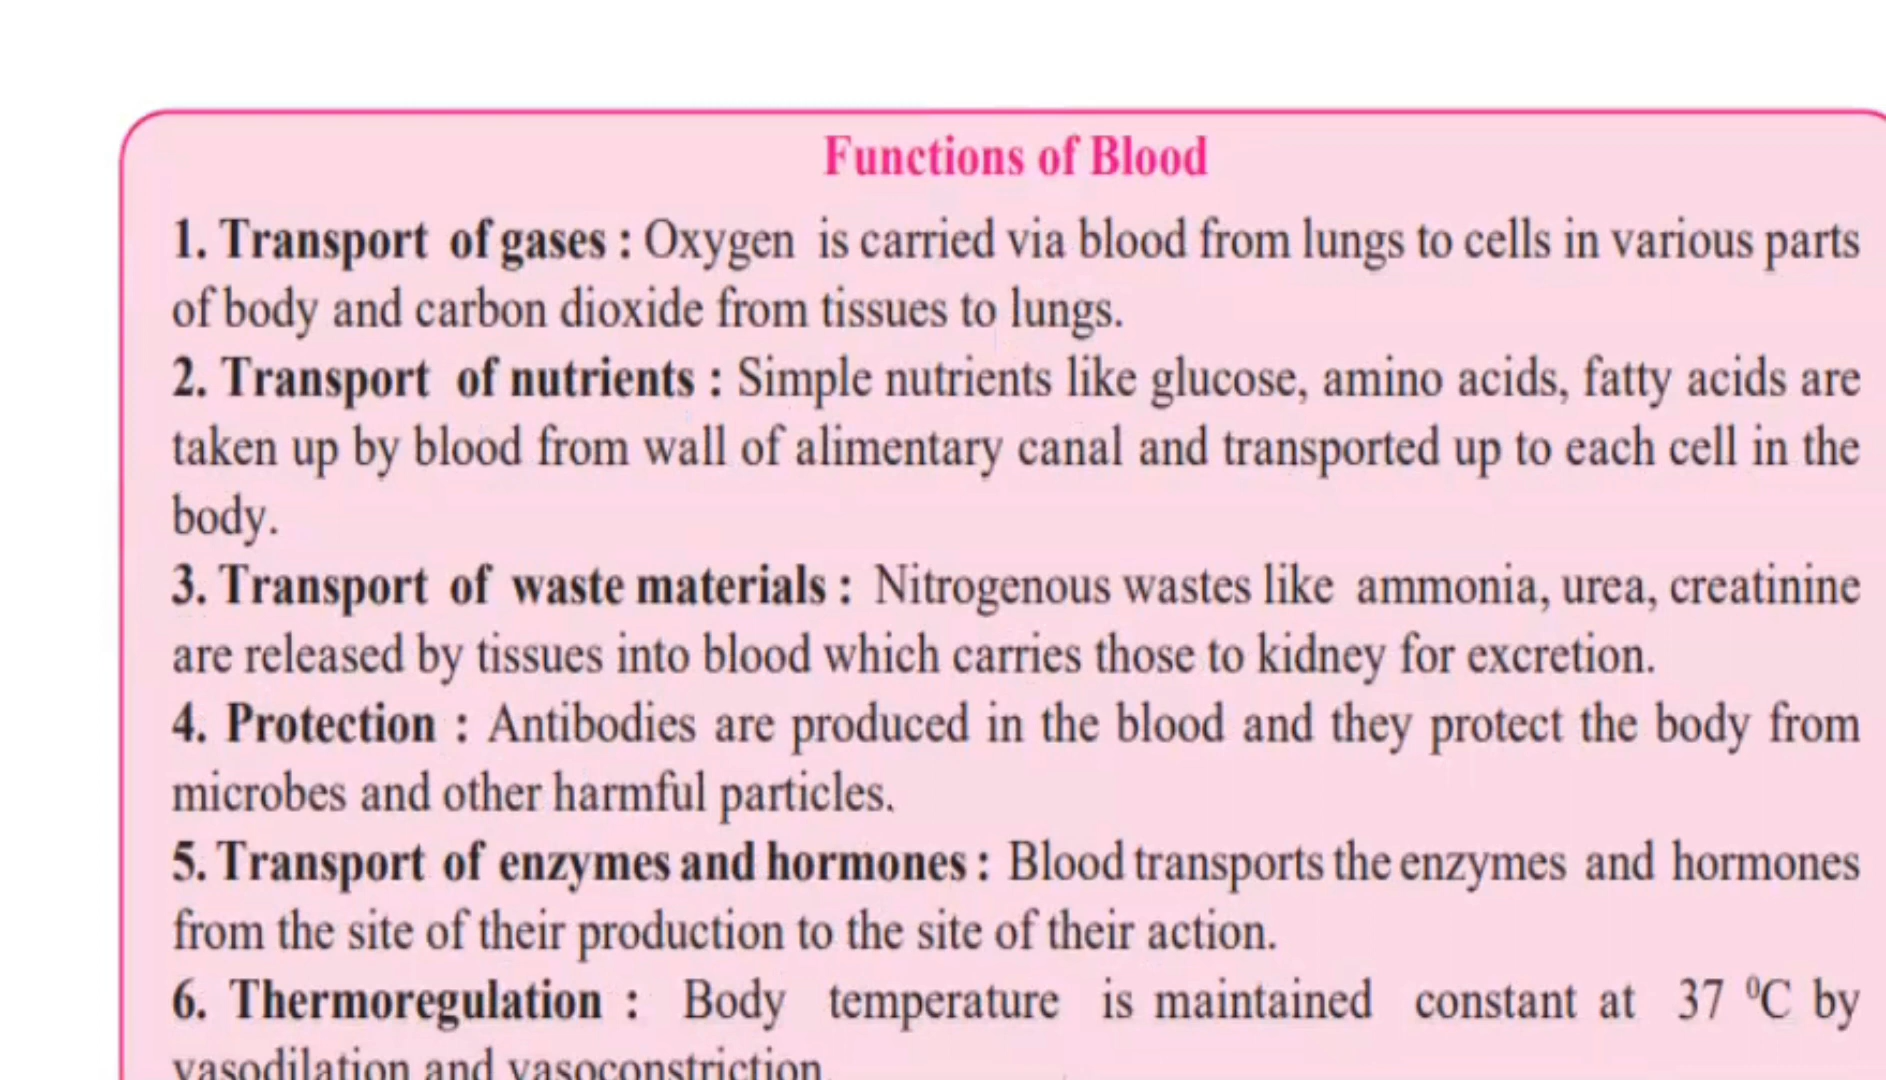 Functions of Blood
1. Transport of gases : Oxygen is carried via blood from lungs to cells in various parts
of body and carbon dioxide from tissues to lungs.
2. Transport of nutrients : Simple nutrients like glucose, amino acids, fatty acids are
taken up by blood from wall of alimentary canal and transported up to each cell in the
body.
3. Transport of waste materials : Nitrogenous wastes like ammonia, urea, creatinine
are released by tissues into blood which carries those to kidney for excretion.
4. Protection : Antibodies are produced in the blood and they protect the body from
microbes and other harmful particles.
5. Transport of enzymes and hormones : Blood transports the enzymes and hormones
from the site of their production to the site of their action.
6. Thermoregulation : Body temperature is maintained constant at 37 ⁰C by
vasodilation and vasoconstriction.